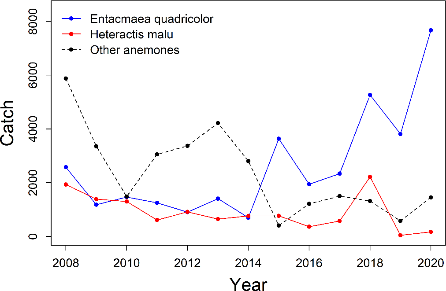 Entacmaea quadricolor
Heteractis malu
Other anemones
Catch
8000
6000
4000
2000
0
2008 2010 2012 2014 2016 2018 2020
Year